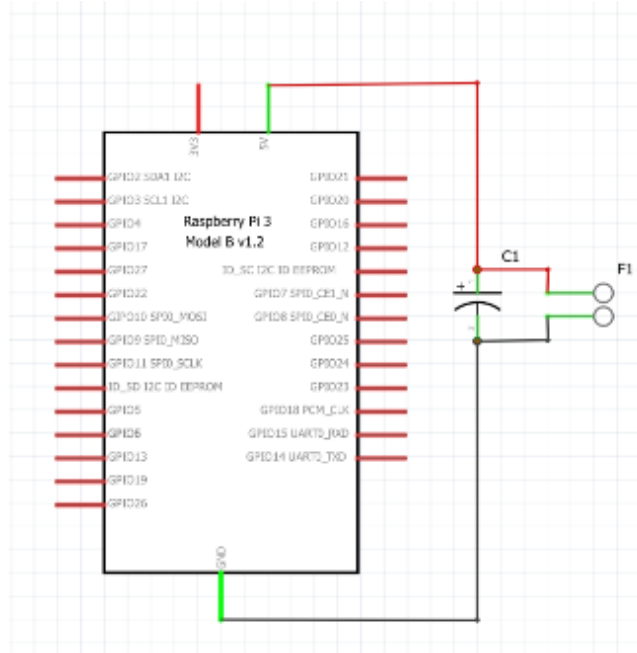 3V3
5V
GPIO2 SDA1 I2C
GPIO21
GPIO3 SCL1 I2C
GPIO20
GPIO4
Raspberry Pi 3
GPIO16
GPIO17
Model B v1.2
GPIO12
GPIO27
ID_SC I2C ID EEPROM
GPIO22
GPIO7 SPI0_CE1_N
GPIO10 SPI0_MOSI
GPIO8 SPI0_CE0_N
GPIO9 SPI0_MISO
GPIO25
GPIO11 SPI0_SCLK
GPIO24
ID_SD I2C ID EEPROM
GPIO23
GPIO5
GPIO18 PCM_CLK
GPIO6
GPIO15 UART0_RXD
GPIO13
GPIO14 UART0_TXD
GPIO19
GPIO26
GND
C1
+
F1